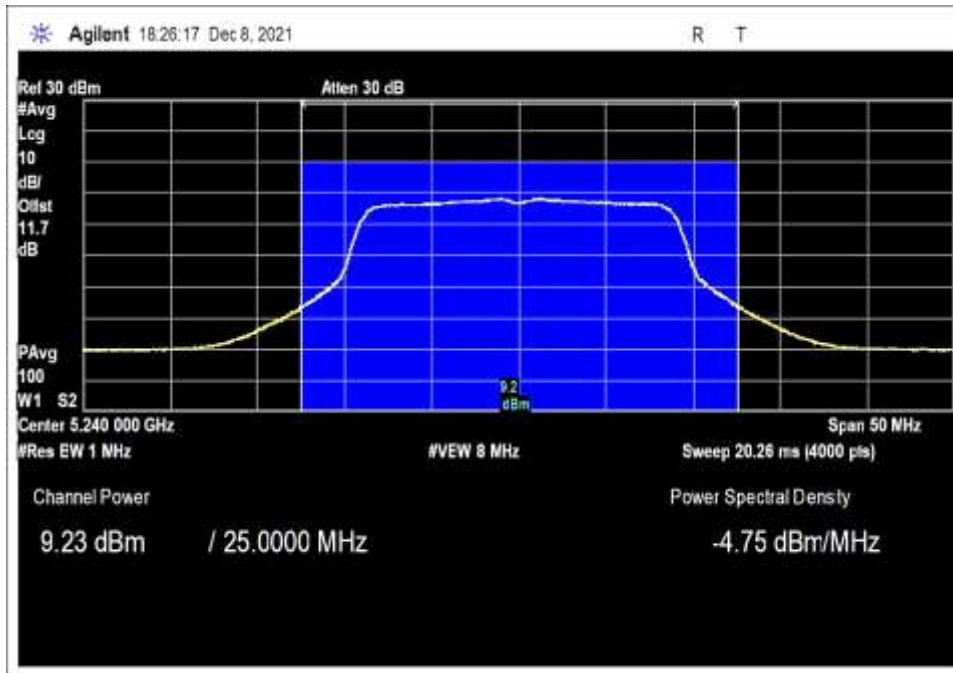 Agilent 18:26:17 Dec 8, 2021 R T
Ref 30 dBm Atten 30 dB
#Avg
Log
10
dB/
Offst
11.7
dB
PAvg
100
W1 S2
9.2
dBm
Center 5.240 000 GHz Span 50 MHz
#Res BW 1 MHz #VBW 8 MHz Sweep 20.26 ms (4000 pts)
Channel Power Power Spectral Density
9.23 dBm / 25.0000 MHz -4.75 dBm/MHz